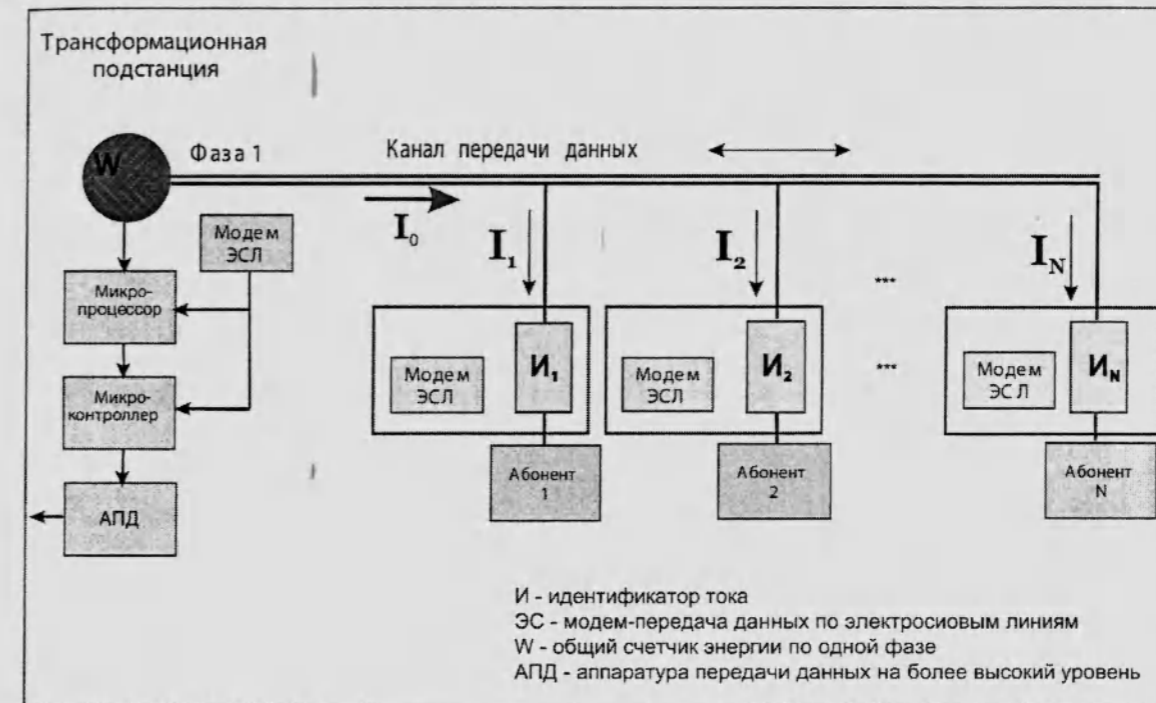 Трансформационная
подстанция
W
Фаза 1
Канал передачи данных
I₀
I₁
I₂
I_N
...
Модем
ЭСЛ
Микро-
процессор
Микро-
контроллер
АПД
Модем
ЭСЛ
И₁
Модем
ЭСЛ
И₂
...
Модем
ЭСЛ
И_N
Абонент
1
Абонент
2
Абонент
N
И - идентификатор тока
ЭС - модем-передача данных по электросиовым линиям
W - общий счетчик энергии по одной фазе
АПД - аппаратура передачи данных на более высокий уровень